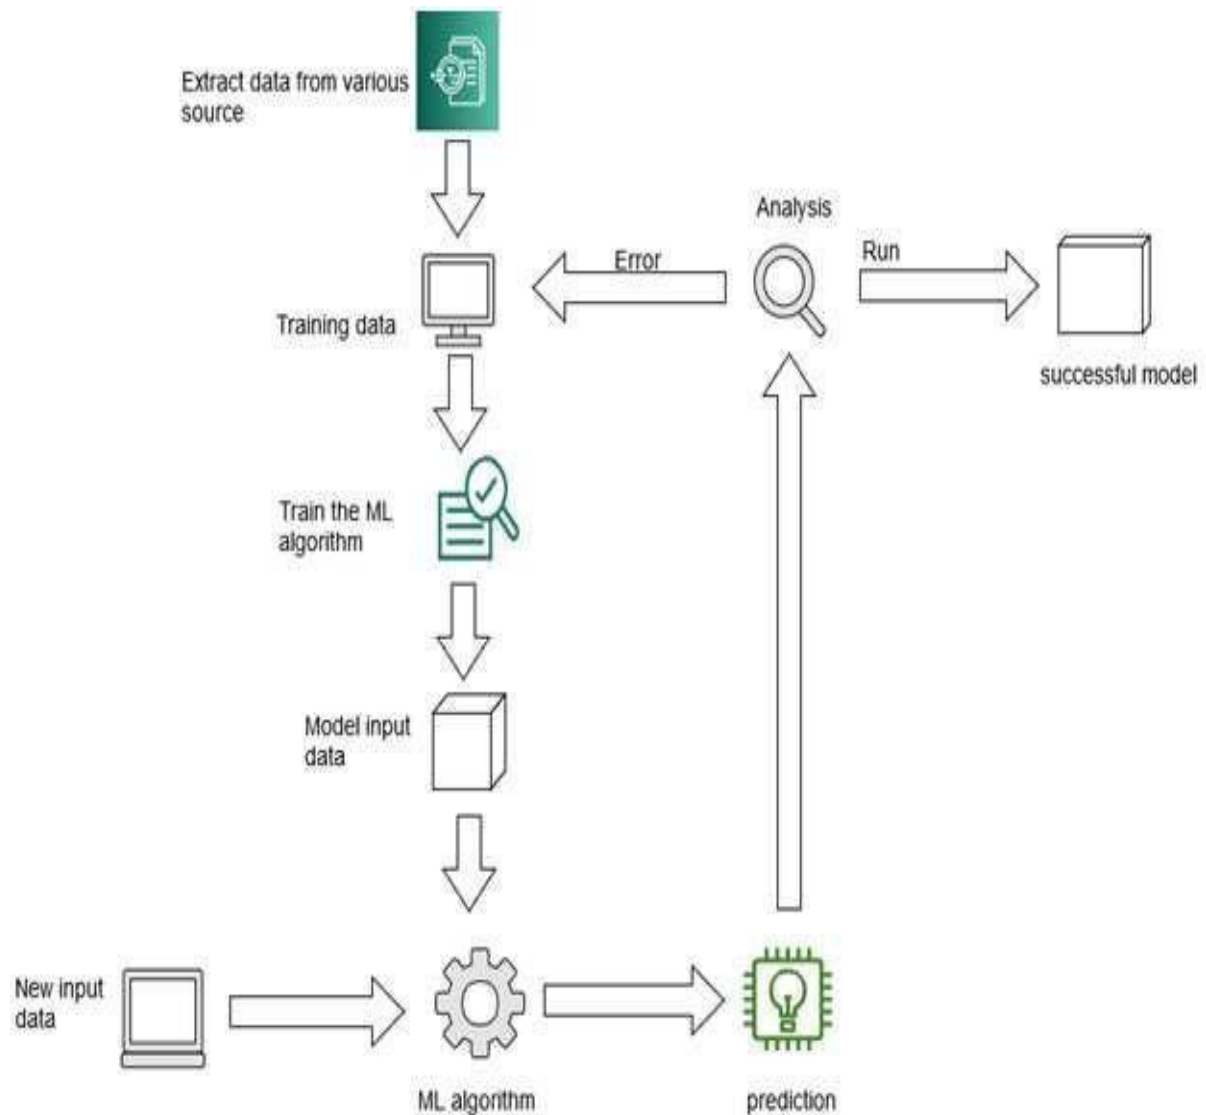 Extract data from various
source
Analysis
Error
Run
Training data
successful model
Train the ML
algorithm
Model input
data
New input
data
ML algorithm
prediction